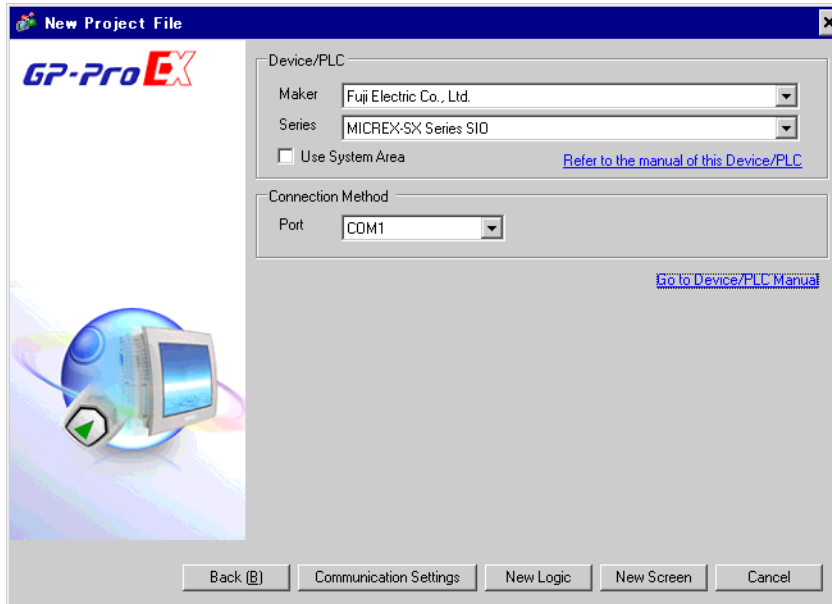 New Project File
GP-Pro EX
Device/PLC
Maker Fuji Electric Co., Ltd.
Series MICREX-SX Series SIO
Use System Area Refer to the manual of this Device/PLC
Connection Method
Port COM1
Go to Device/PLC Manual
Back (B) Communication Settings New Logic New Screen Cancel